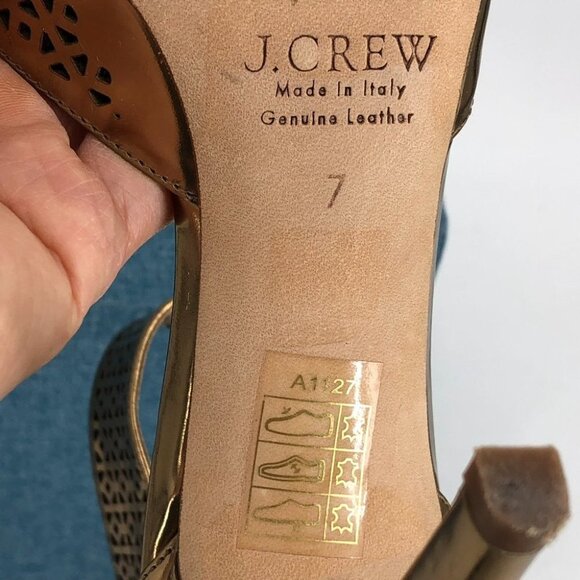 J.CREW
Made In Italy
Genuine Leather
7
A1127